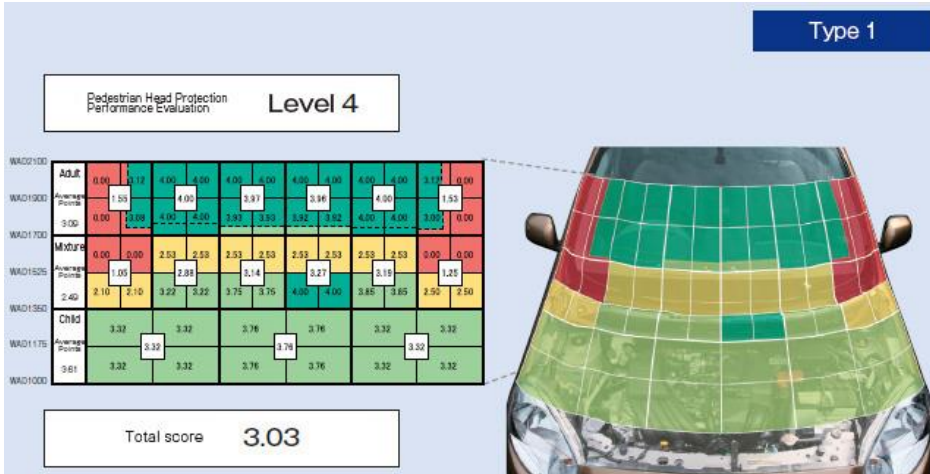 Type 1
Pedestrian Head Protection
Performance Evaluation
Level 4
WAD2100
Adult
0.00 3.12 4.00 4.00 4.00 4.00 4.00 4.00 4.00 4.00 3.12 0.00
WAD1900
Average
Points
1.55 4.00 3.97 3.96 4.00 1.53
3.09
0.00 3.08 4.00 4.00 3.93 3.93 3.92 3.92 4.00 4.00 3.00 0.00
WAD1700
Mixture
0.00 0.00 2.53 2.53 2.53 2.53 2.53 2.53 2.53 2.53 0.00 0.00
WAD1525
Average
Points
1.05 2.88 3.14 3.27 3.19 1.25
2.49
2.10 2.10 3.22 3.22 3.75 3.75 4.00 4.00 3.85 3.85 2.50 2.50
WAD1350
Child
3.32 3.32 3.76 3.76 3.32 3.32
WAD1175
Average
Points
3.32 3.76 3.32
3.61
3.32 3.32 3.76 3.76 3.32 3.32
WAD1000
Total score 3.03